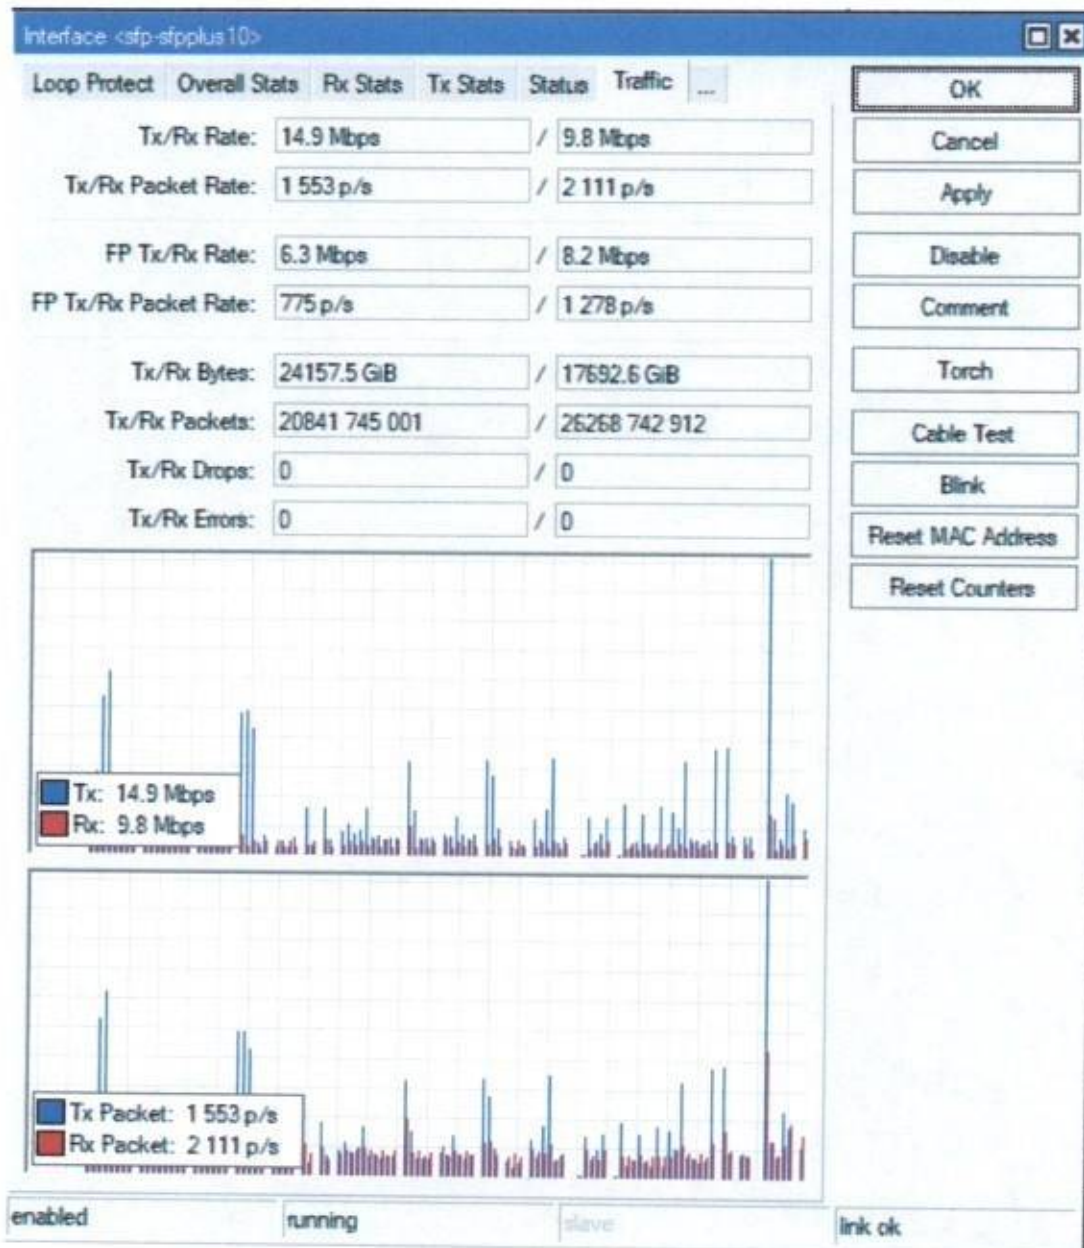 Interface <sfp-sfpplus10>
Loop Protect Overall Stats Rx Stats Tx Stats Status Traffic ...
Tx/Rx Rate: 14.9 Mbps / 9.8 Mbps
Tx/Rx Packet Rate: 1 553 p/s / 2 111 p/s
FP Tx/Rx Rate: 6.3 Mbps / 8.2 Mbps
FP Tx/Rx Packet Rate: 775 p/s / 1 278 p/s
Tx/Rx Bytes: 24157.5 GiB / 17692.6 GiB
Tx/Rx Packets: 20841 745 001 / 26268 742 912
Tx/Rx Drops: 0 / 0
Tx/Rx Errors: 0 / 0
OK
Cancel
Apply
Disable
Comment
Torch
Cable Test
Blink
Reset MAC Address
Reset Counters
Tx: 14.9 Mbps
Rx: 9.8 Mbps
Tx Packet: 1 553 p/s
Rx Packet: 2 111 p/s
enabled running slave link ok